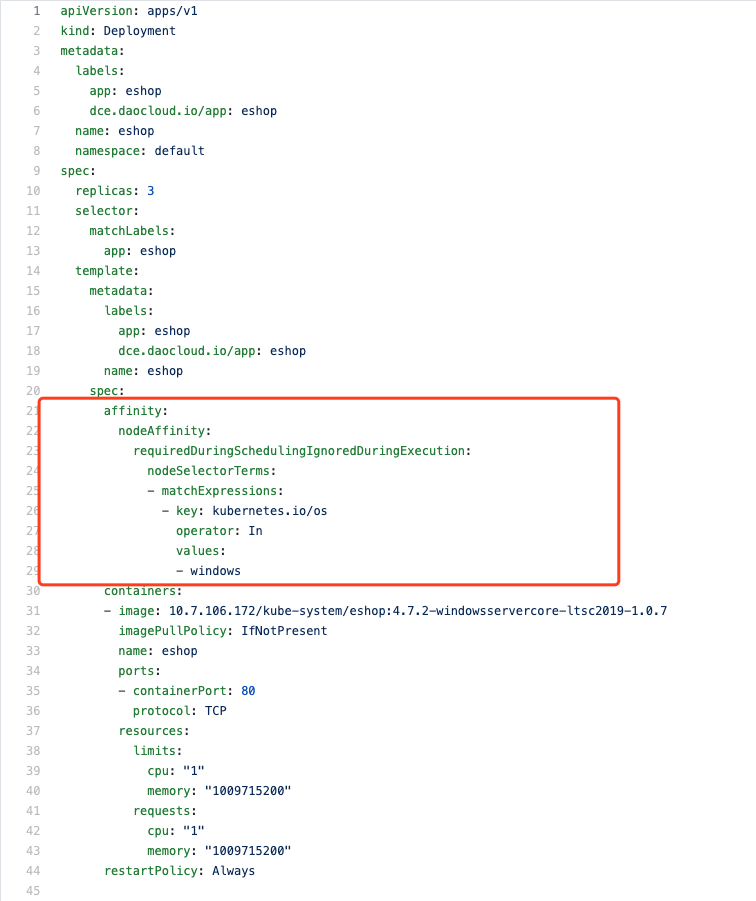 1 apiVersion: apps/v1
2 kind: Deployment
3 metadata:
4   labels:
5     app: eshop
6     dce.daocloud.io/app: eshop
7   name: eshop
8   namespace: default
9 spec:
10   replicas: 3
11   selector:
12     matchLabels:
13       app: eshop
14   template:
15     metadata:
16       labels:
17         app: eshop
18         dce.daocloud.io/app: eshop
19       name: eshop
20     spec:
21       affinity:
22         nodeAffinity:
23           requiredDuringSchedulingIgnoredDuringExecution:
24             nodeSelectorTerms:
25             - matchExpressions:
26               - key: kubernetes.io/os
27                 operator: In
28                 values:
29                 - windows
30       containers:
31       - image: 10.7.106.172/kube-system/eshop:4.7.2-windowsservercore-ltsc2019-1.0.7
32         imagePullPolicy: IfNotPresent
33         name: eshop
34         ports:
35         - containerPort: 80
36           protocol: TCP
37         resources:
38           limits:
39             cpu: "1"
40             memory: "1009715200"
41           requests:
42             cpu: "1"
43             memory: "1009715200"
44       restartPolicy: Always
45